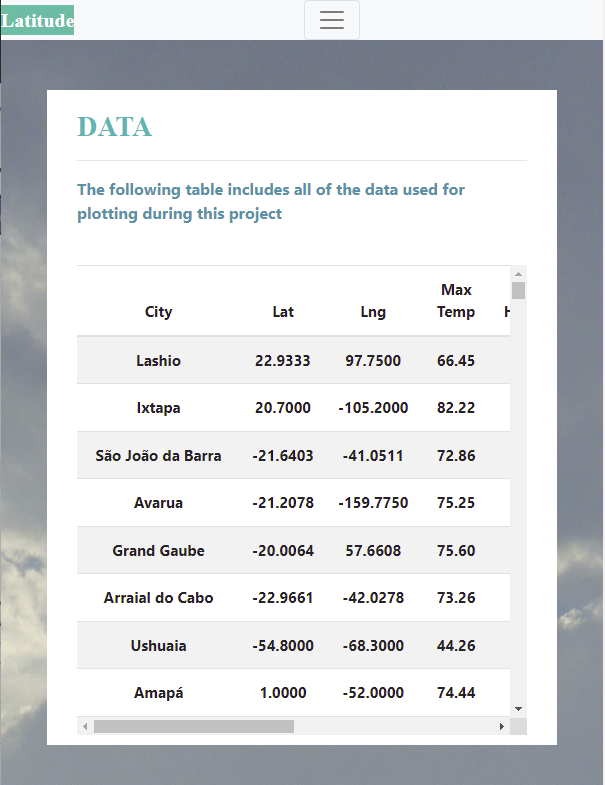 Latitude
DATA
The following table includes all of the data used for
plotting during this project
Max
City Lat Lng Temp H
Lashio 22.9333 97.7500 66.45
Ixtapa 20.7000 -105.2000 82.22
São João da Barra -21.6403 -41.0511 72.86
Avarua -21.2078 -159.7750 75.25
Grand Gaube -20.0064 57.6608 75.60
Arraial do Cabo -22.9661 -42.0278 73.26
Ushuaia -54.8000 -68.3000 44.26
Amapá 1.0000 -52.0000 74.44